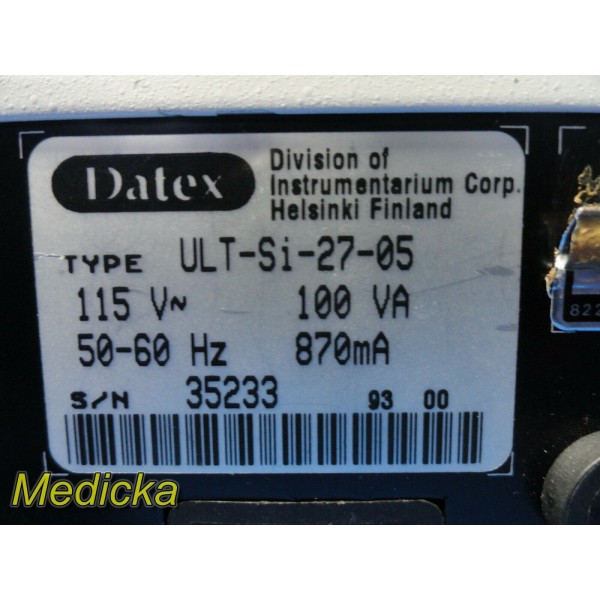 Datex
Division of
Instrumentarium Corp.
Helsinki Finland
TYPE ULT-Si-27-05
115 V~ 100 VA
50-60 Hz 870mA
S/N 35233 93 00
822
Medicka